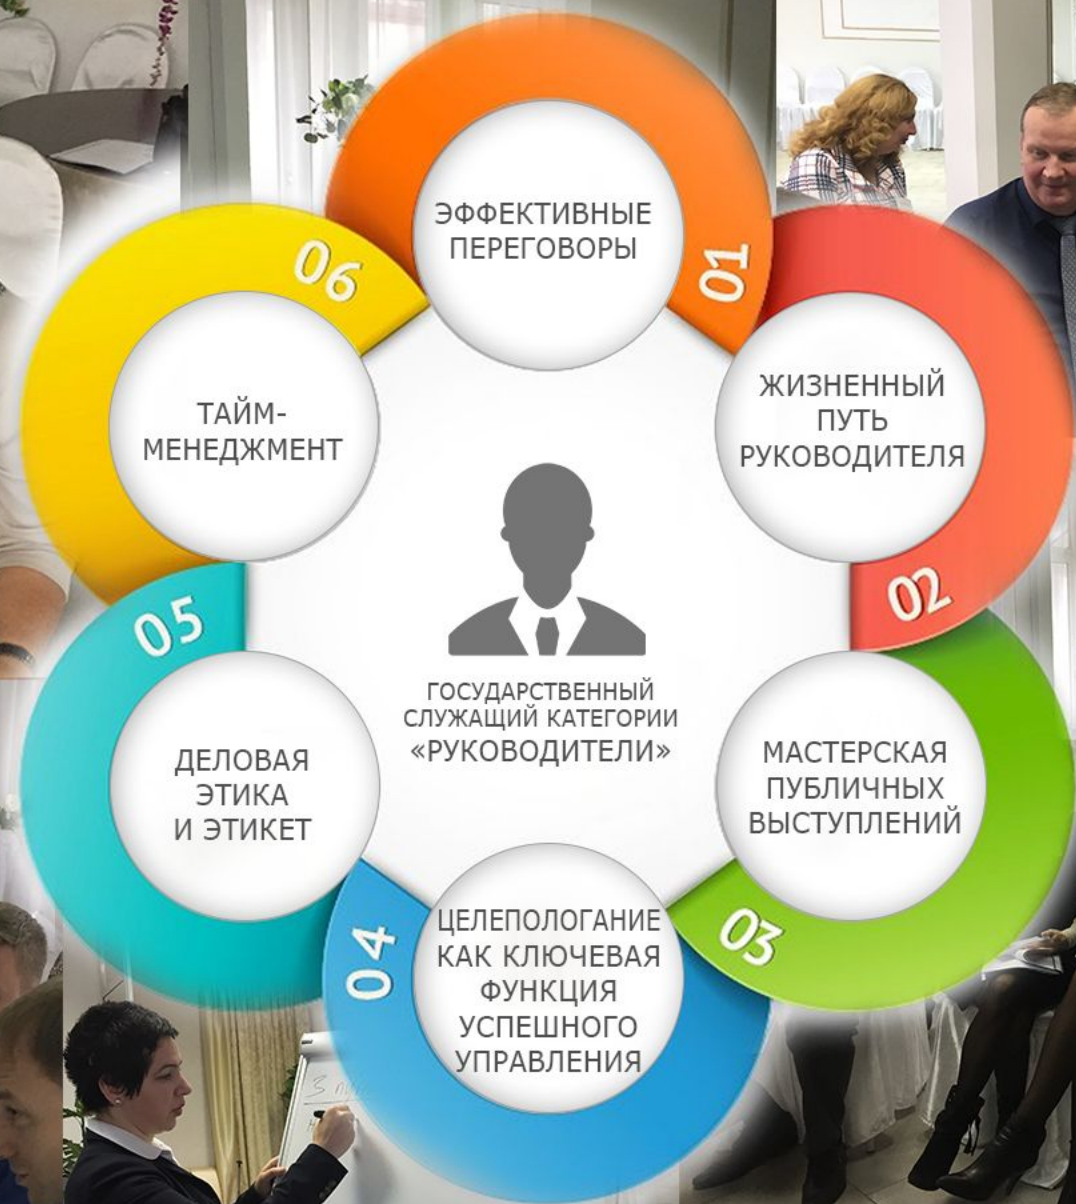 ЭФФЕКТИВНЫЕ
ПЕРЕГОВОРЫ
01
ЖИЗНЕННЫЙ
ПУТЬ
РУКОВОДИТЕЛЯ
02
МАСТЕРСКАЯ
ПУБЛИЧНЫХ
ВЫСТУПЛЕНИЙ
03
ЦЕЛЕПОЛОГАНИЕ
КАК КЛЮЧЕВАЯ
ФУНКЦИЯ
УСПЕШНОГО
УПРАВЛЕНИЯ
04
ДЕЛОВАЯ
ЭТИКА
И ЭТИКЕТ
05
ТАЙМ-
МЕНЕДЖМЕНТ
06
ГОСУДАРСТВЕННЫЙ
СЛУЖАЩИЙ КАТЕГОРИИ
«РУКОВОДИТЕЛИ»
3